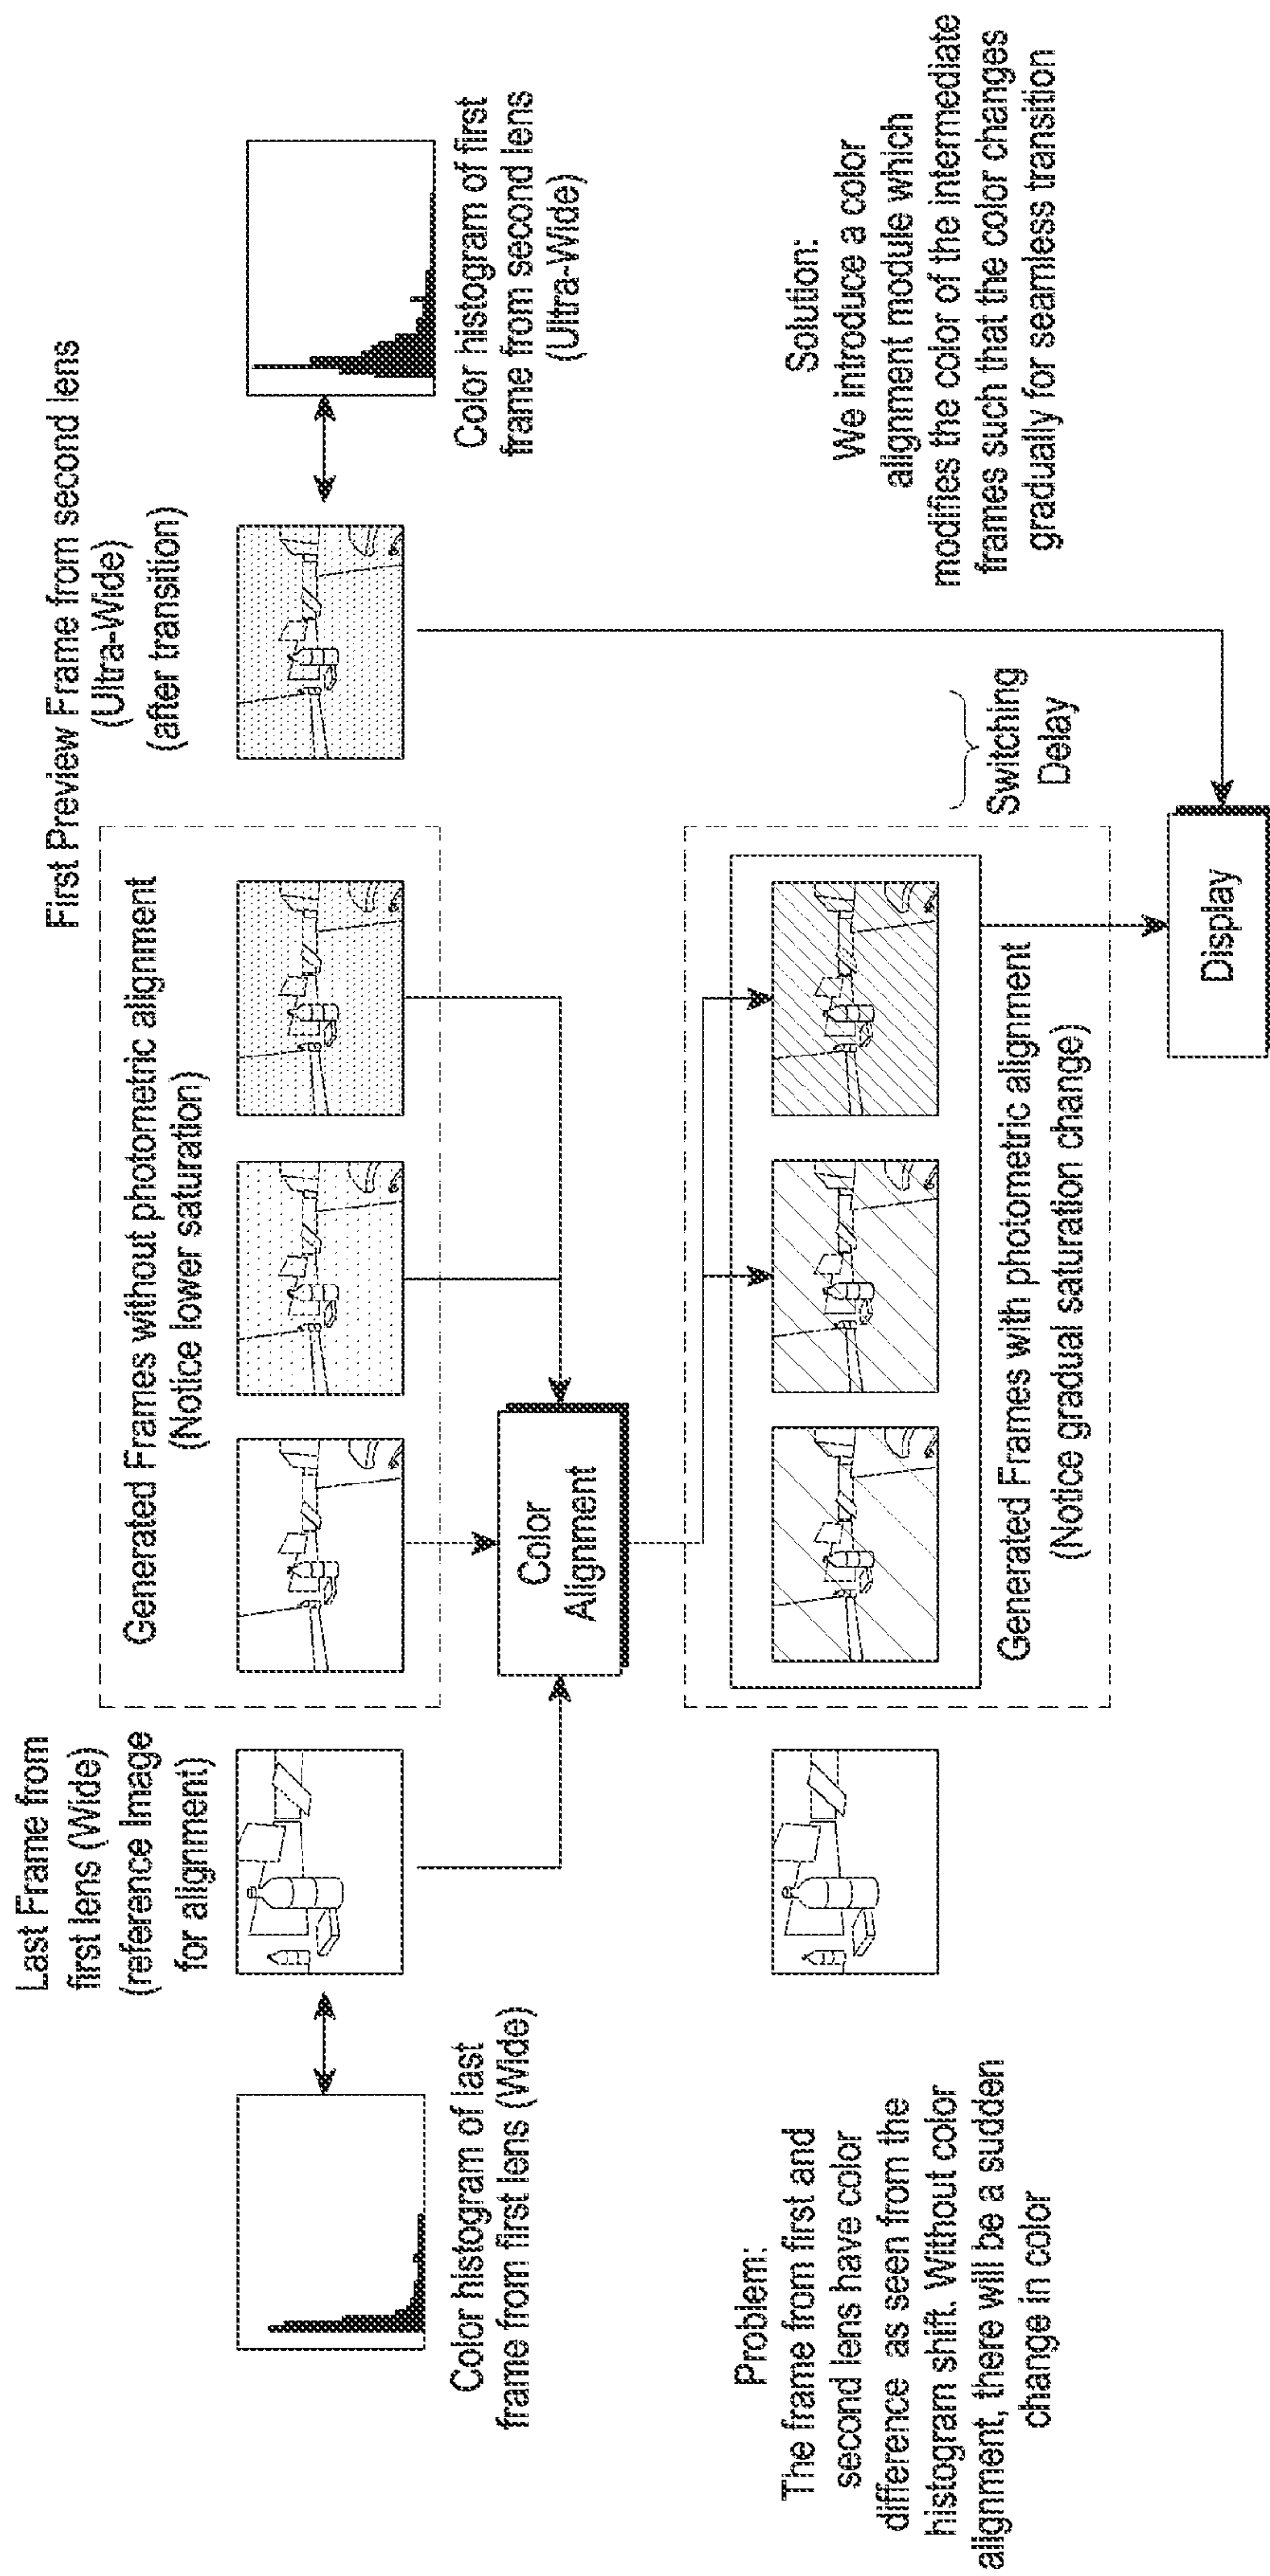 Last Frame from
first lens (Wide)
(reference Image
for alignment)
Generated Frames without photometric alignment
(Notice lower saturation)
First Preview Frame from second lens
(Ultra-Wide)
(after transition)
Color histogram of last
frame from first lens (Wide)
Color
Alignment
Color histogram of first
frame from second lens
(Ultra-Wide)
Problem:
The frame from first and
second lens have color
difference as seen from the
histogram shift. Without color
alignment, there will be a sudden
change in color
Generated Frames with photometric alignment
(Notice gradual saturation change)
Switching
Delay
Solution:
We introduce a color
alignment module which
modifies the color of the intermediate
frames such that the color changes
gradually for seamless transition
Display